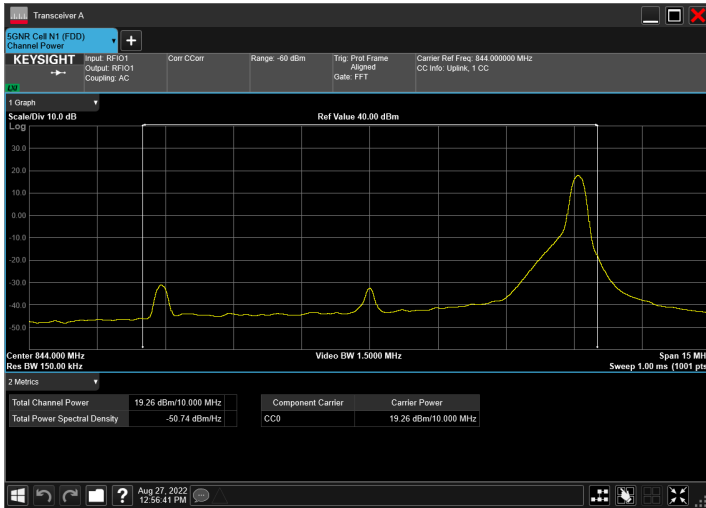 Transceiver A
5GNR Cell N1 (FDD)
Channel Power
+
KEYSIGHT
LXI
Input: RFIO1
Output: RFIO1
Coupling: AC
Corr CCorr
Range: -60 dBm
Trig: Prot Frame
Aligned
Gate: FFT
Carrier Ref Freq: 844.000000 MHz
CC Info: Uplink, 1 CC
1 Graph
Scale/Div 10.0 dB
Ref Value 40.00 dBm
Log
30.0
20.0
10.0
0.00
-10.0
-20.0
-30.0
-40.0
-50.0
Center 844.000 MHz
Video BW 1.5000 MHz
Span 15 MH
Res BW 150.00 kHz
Sweep 1.00 ms (1001 pts
2 Metrics
Total Channel Power 19.26 dBm/10.000 MHz
Total Power Spectral Density -50.74 dBm/Hz
Component Carrier Carrier Power
CC0 19.26 dBm/10.000 MHz
?
Aug 27, 2022
12:56:41 PM